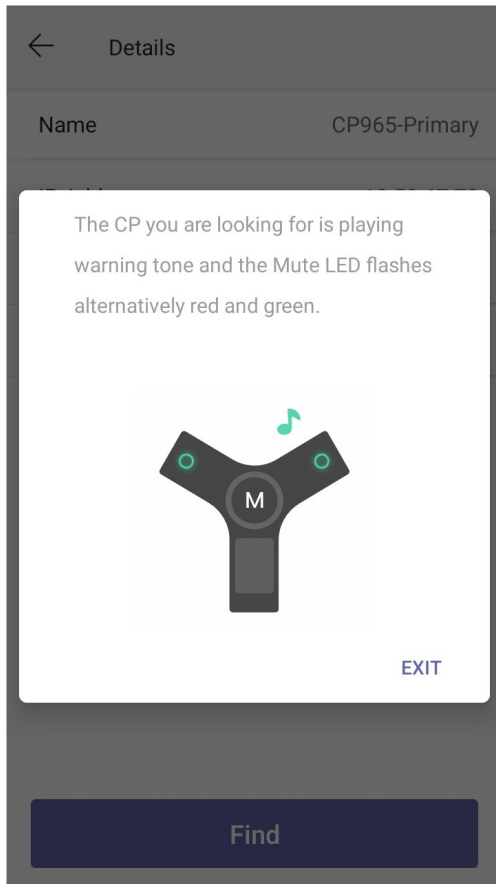 Details
Name CP965-Primary
The CP you are looking for is playing
warning tone and the Mute LED flashes
alternatively red and green.
M
EXIT
Find